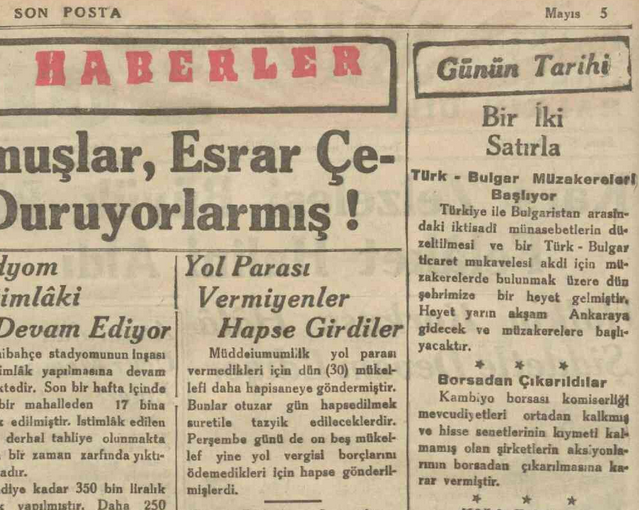 SON POSTA
Mayıs 5
HABERLER
muşlar, Esrar Çe-
Duruyorlarmış !
dyom
imlâki
Devam Ediyor
bahçe stadyomunun inşası
imlâk yapılmasına devam
ktedir. Son bir hafta içinde
bir mahalleden 17 bina
k edilmiştir. İstimlâk edilen
derhal tahliye olunmakta
bir zaman zarfında yıktı-
adır.
diye kadar 350 bin liralık
yapılmıştır. Daha 250
Yol Parası
Vermiyenler
Hapse Girdiler
Müddeiumumîlik yol parası
vermedikleri için dün (30) mükel-
lefi daha hapisaneye göndermiştir.
Bunlar otuzar gün hapsedilmek
suretile tazyik edileceklerdir.
Perşembe günü de on beş mükel-
lef yine yol vergisi borçlarını
ödemedikleri için hapse gönderil-
mişlerdi.
Günün Tarihi
Bir İki
Satırla
Türk - Bulgar Müzakereleri
Başlıyor
Türkiye ile Bulgaristan arasın-
daki iktisadî münasebetlerin dü-
zeltilmesi ve bir Türk - Bulgar
ticaret mukavelesi akdi için mü-
zakerelerde bulunmak üzere dün
şehrimize bir heyet gelmiştir.
Heyet yarın akşam Ankaraya
gidecek ve müzakerelere başlı-
yacaktır.
* * *
Borsadan Çıkarıldılar
Kambiyo borsası komiserliği
mevcudiyetleri ortadan kalkmış
ve hisse senetlerinin kıymeti kal-
mamış olan şirketlerin aksiyonla-
rının borsadan çıkarılmasına ka-
rar vermiştir.
* * *